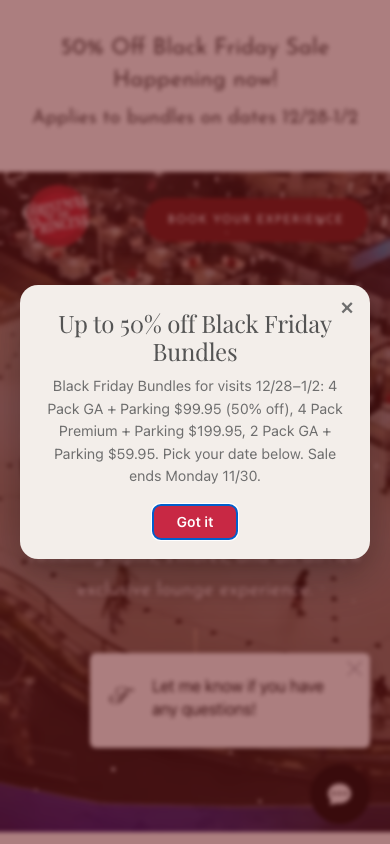 50% Off Black Friday Sale
Happening now!
Applies to bundles on dates 12/28-1/2
BOOK YOUR EXPERIENCE
×
Up to 50% off Black Friday
Bundles
Black Friday Bundles for visits 12/28–1/2: 4
Pack GA + Parking $99.95 (50% off), 4 Pack
Premium + Parking $199.95, 2 Pack GA +
Parking $59.95. Pick your date below. Sale
ends Monday 11/30.
Got it
exclusive lounge experience
Let me know if you have
any questions!